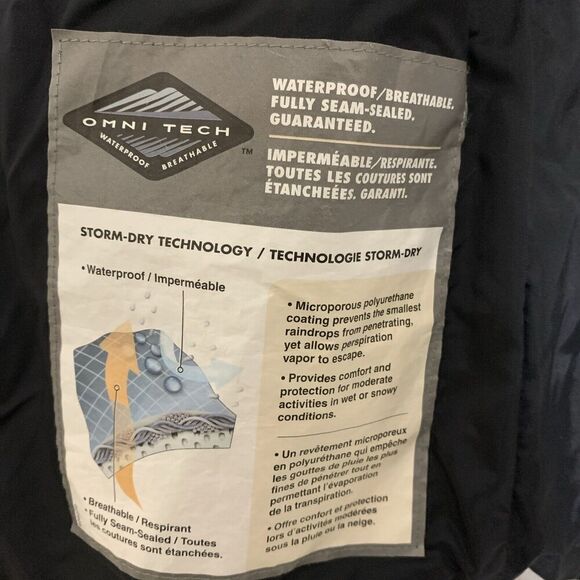 OMNI TECH
WATERPROOF BREATHABLE
TM
WATERPROOF/BREATHABLE.
FULLY SEAM-SEALED.
GUARANTEED.
IMPERMÉABLE/RESPIRANTE.
TOUTES LES COUTURES SONT
ÉTANCHEÉES. GARANTI.
STORM-DRY TECHNOLOGY / TECHNOLOGIE STORM-DRY
• Waterproof / Imperméable
• Microporous polyurethane
coating prevents the smallest
raindrops from penetrating,
yet allows perspiration
vapor to escape.
• Provides comfort and
protection for moderate
activities in wet or snowy
conditions.
• Un revêtement microporeux
en polyuréthane qui empêche
les gouttes de pluie les plus
fines de pénétrer tout en
permettant l'évaporation
de la transpiration.
• Offre confort et protection
lors d'activités modérées
sous la pluie ou la neige.
• Breathable / Respirant
• Fully Seam-Sealed / Toutes
les coutures sont étanchées.